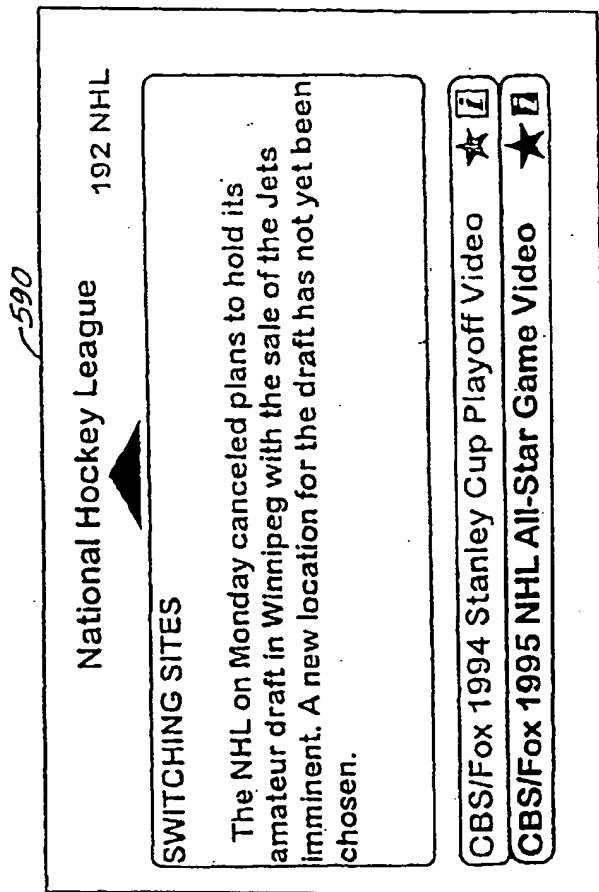 590
National Hockey League 192 NHL
SWITCHING SITES
The NHL on Monday canceled plans to hold its
amateur draft in Winnipeg with the sale of the Jets
imminent. A new location for the draft has not yet been
chosen.
CBS/Fox 1994 Stanley Cup Playoff Video i
CBS/Fox 1995 NHL All-Star Game Video i